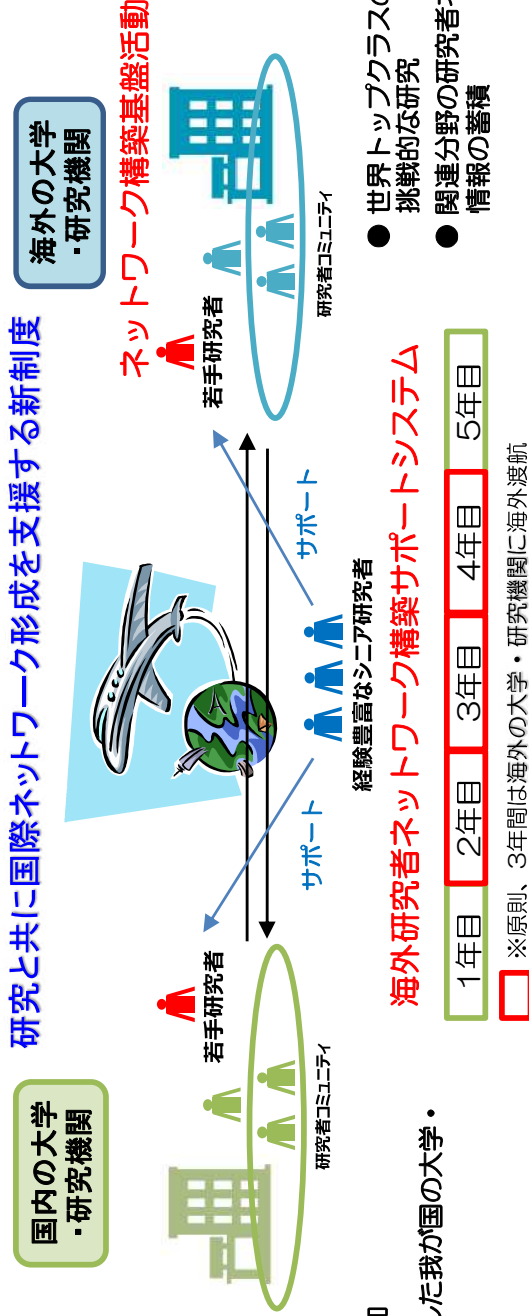 研究と共に国際ネットワーク形成を支援する新制度
国内の大学
・研究機関
海外の大学
・研究機関
ネットワーク構築基盤活動
若手研究者
若手研究者
サポート
サポート
研究者コミュニティ
研究者コミュニティ
経験豊富なシニア研究者
海外研究者ネットワーク構築サポートシステム
1年目 2年目 3年目 4年目 5年目
※原則、3年間は海外の大学・研究機関に海外渡航
● 世界トップクラスの
挑戦的な研究
● 関連分野の研究者ネ
情報の蓄積
た我が国の大学・